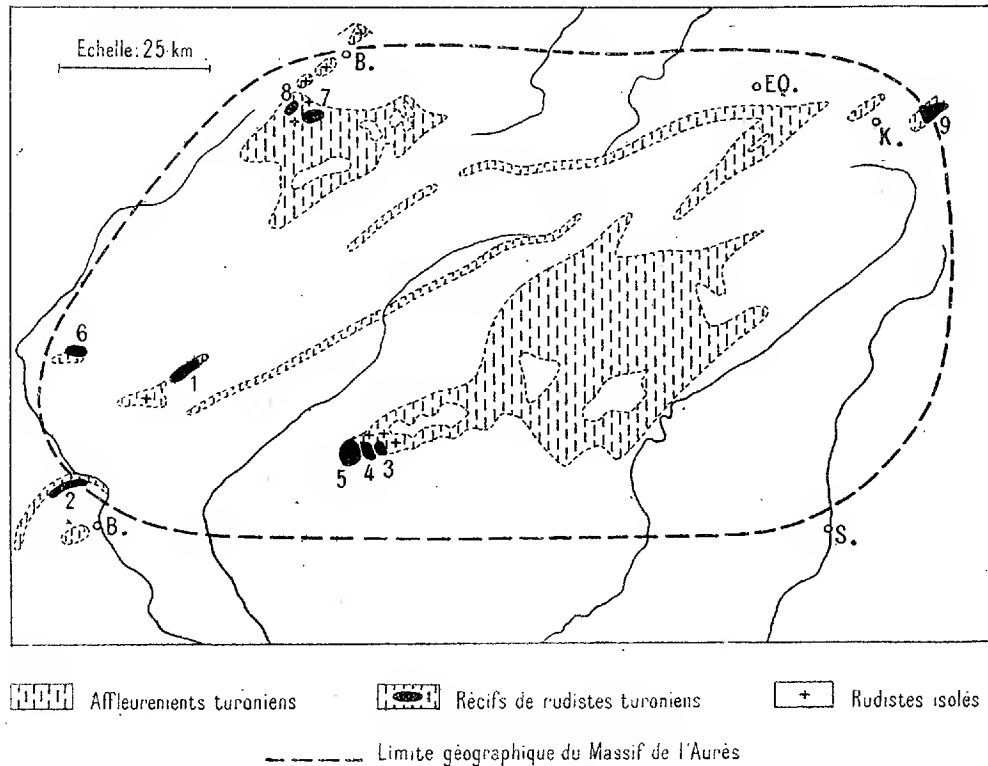 Echelle: 25 km
B.
8 7
EQ.
K.
9
6
1
5 4 3
2
B.
S.
Affleurements turoniens
Récifs de rudistes turoniens
Rudistes isolés
Limite géographique du Massif de l'Aurès